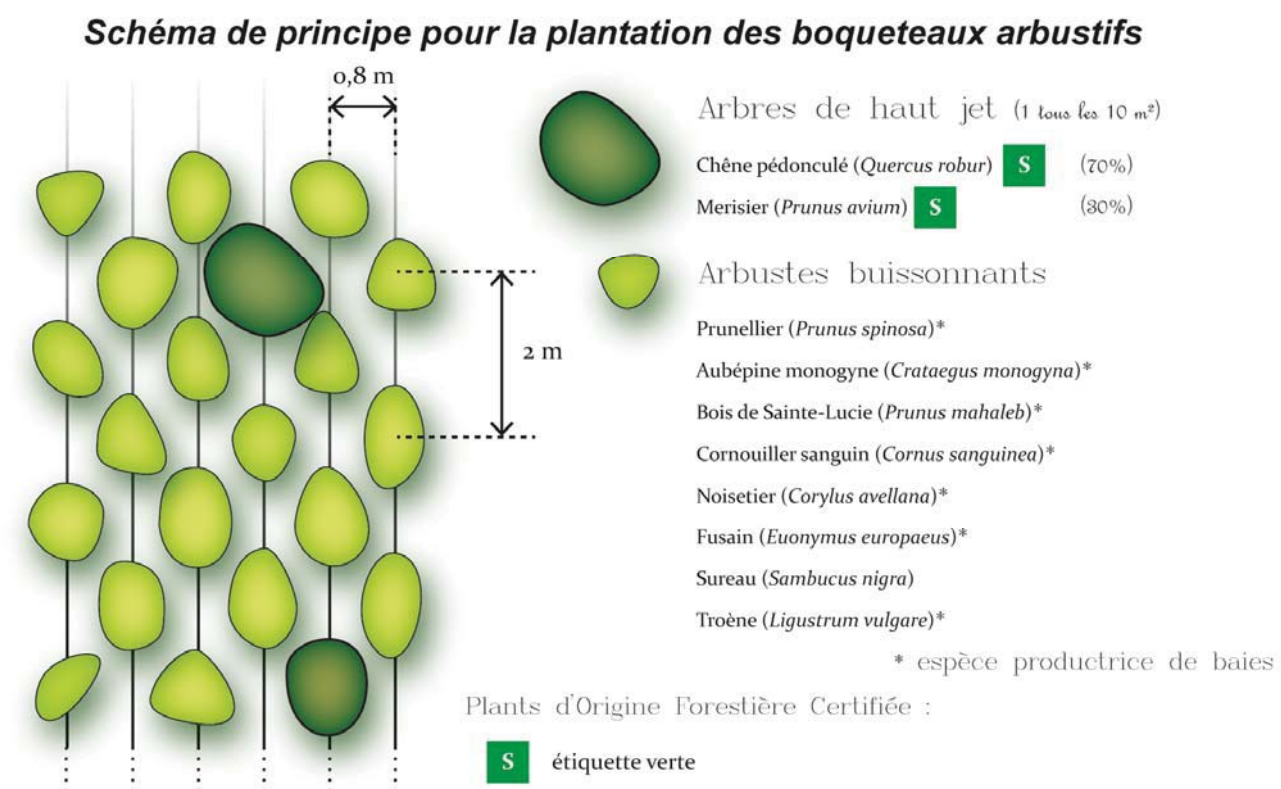 Schéma de principe pour la plantation des boqueteaux arbustifs
0,8 m
2 m
Arbres de haut jet (1 tous les 10 m²)
Chêne pédonculé (Quercus robur) S (70%)
Merisier (Prunus avium) S (30%)
Arbustes buissonnants
Prunellier (Prunus spinosa)*
Aubépine monogyne (Crataegus monogyna)*
Bois de Sainte-Lucie (Prunus mahaleb)*
Cornouiller sanguin (Cornus sanguinea)*
Noisetier (Corylus avellana)*
Fusain (Euonymus europaeus)*
Sureau (Sambucus nigra)
Troène (Ligustrum vulgare)*
* espèce productrice de baies
Plants d'Origine Forestière Certifiée :
S étiquette verte